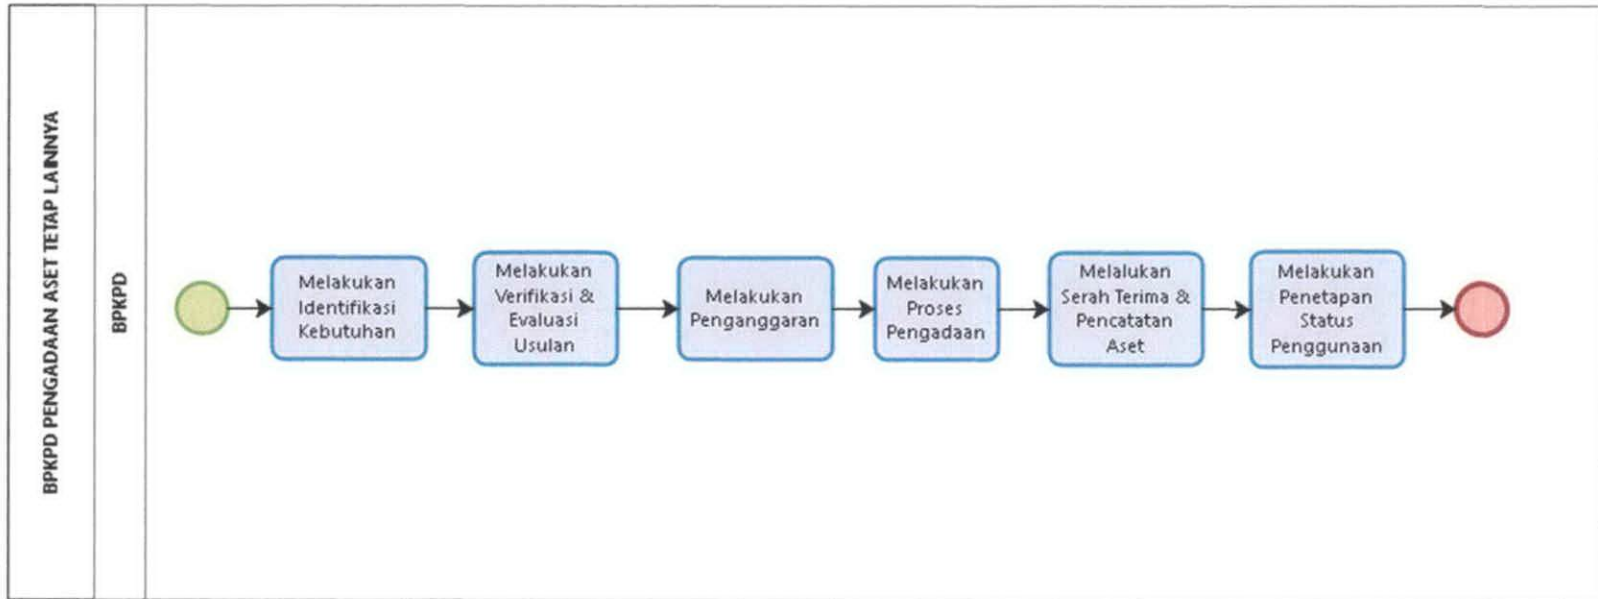 BPKPD PENGADAAN ASET TETAP LAINNYA
BPKPD
Melakukan
Identifikasi
Kebutuhan
Melakukan
Verifikasi &
Evaluasi
Usulan
Melakukan
Penganggaran
Melakukan
Proses
Pengadaan
Melalukan
Serah Terima &
Pencatatan
Aset
Melakukan
Penetapan
Status
Penggunaan